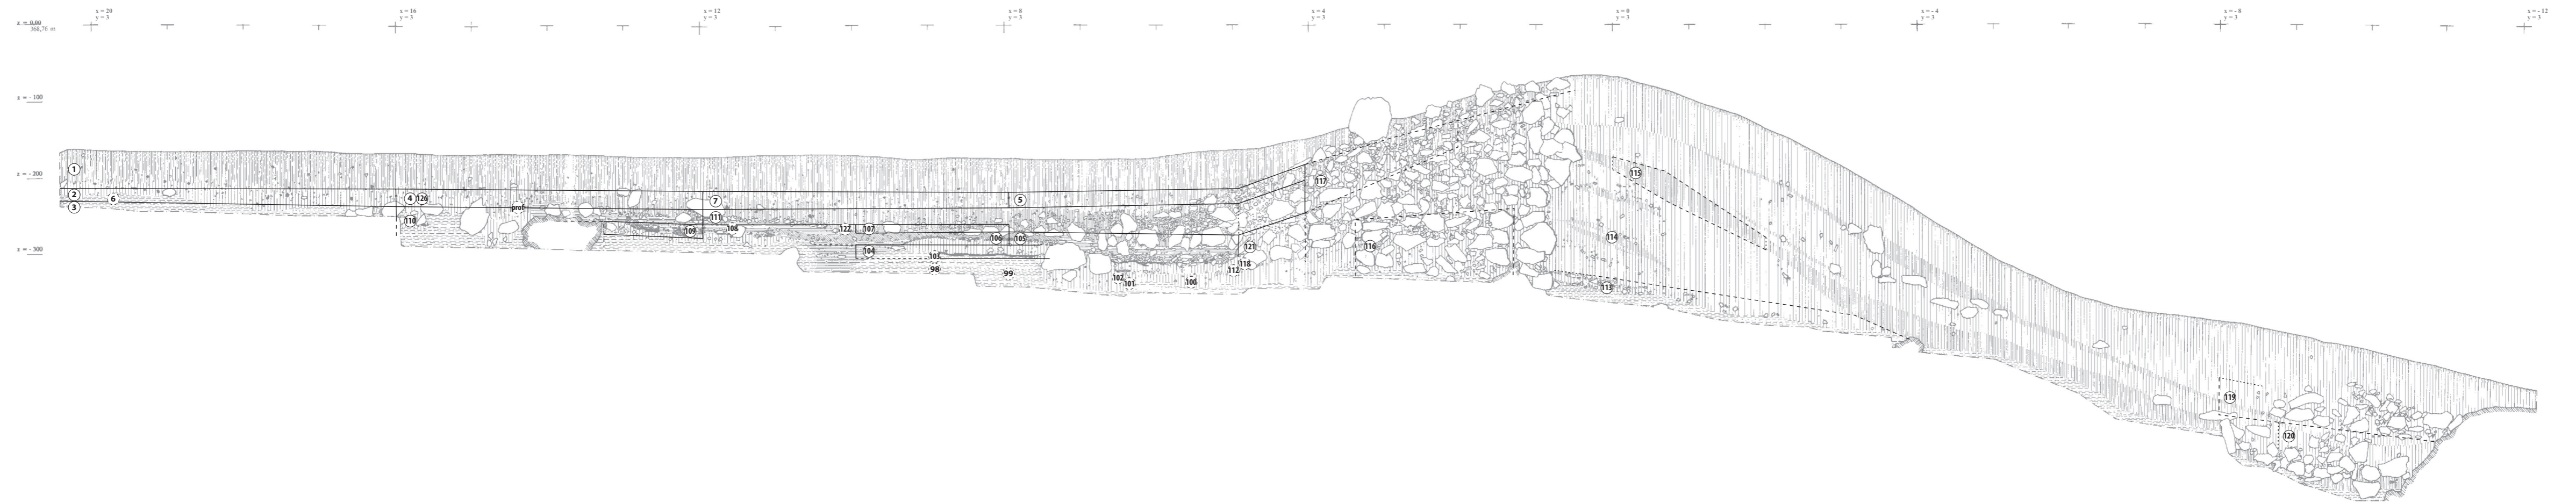 x = 20
y = 3
x = 16
y = 3
x = 12
y = 3
x = 8
y = 3
x = 4
y = 3
x = 0
y = 3
x = - 4
y = 3
x = - 8
y = 3
x = - 12
y = 3
z = 0,00
368,76 m
z = - 100
z = - 200
z = - 300
1
2
3
6
4
126
110
prof
7
111
109
108
122
107
5
106
105
104
103
98
99
102
101
100
112
118
121
117
116
115
114
113
119
120